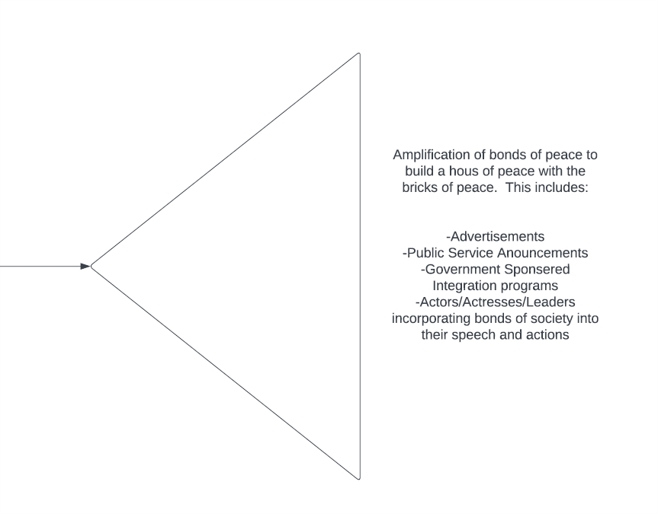 Amplification of bonds of peace to
build a hous of peace with the
bricks of peace.  This includes:
-Advertisements
-Public Service Anouncements
-Government Sponsered
Integration programs
-Actors/Actresses/Leaders
incorporating bonds of society into
their speech and actions